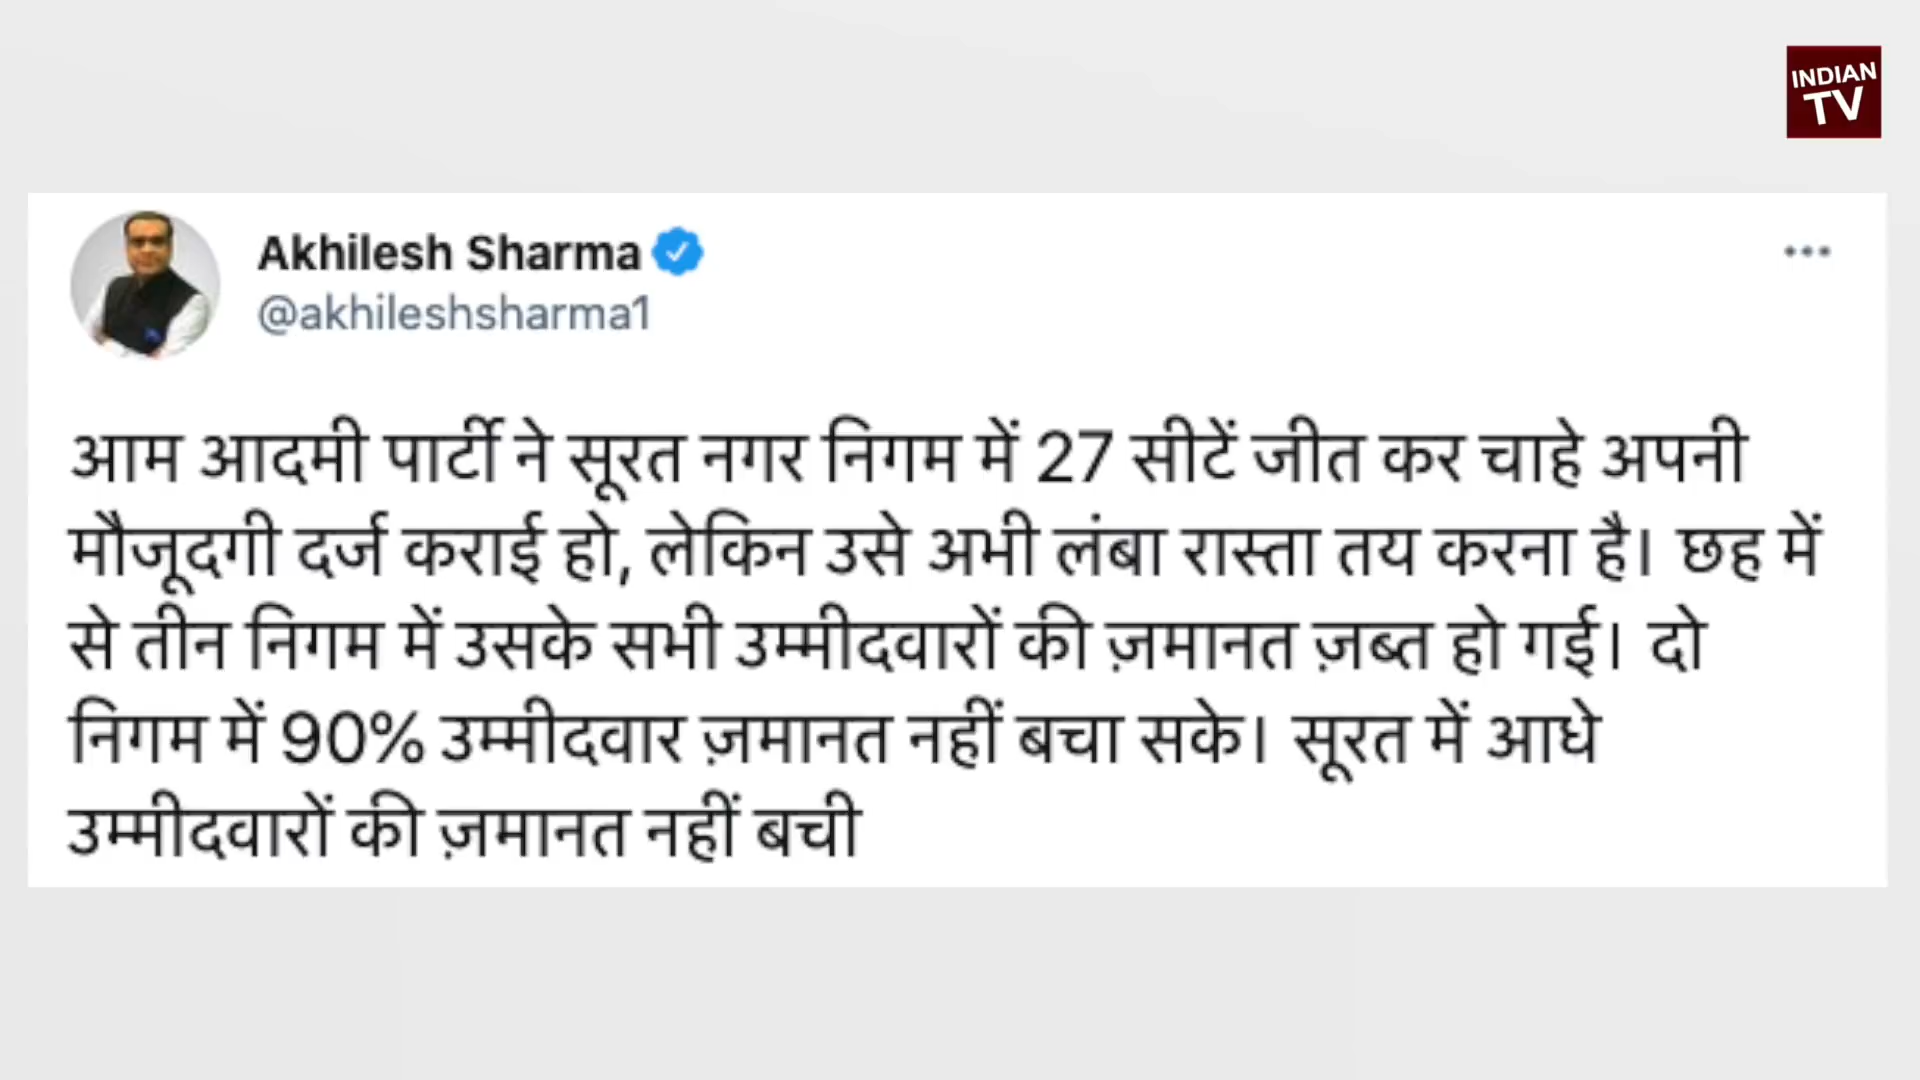 INDIAN
TV
Akhilesh Sharma
@akhileshsharma1
आम आदमी पार्टी ने सूरत नगर निगम में 27 सीटें जीत कर चाहे अपनी
मौजूदगी दर्ज कराई हो, लेकिन उसे अभी लंबा रास्ता तय करना है। छह में
से तीन निगम में उसके सभी उम्मीदवारों की ज़मानत ज़ब्त हो गई। दो
निगम में 90% उम्मीदवार ज़मानत नहीं बचा सके। सूरत में आधे
उम्मीदवारों की ज़मानत नहीं बची